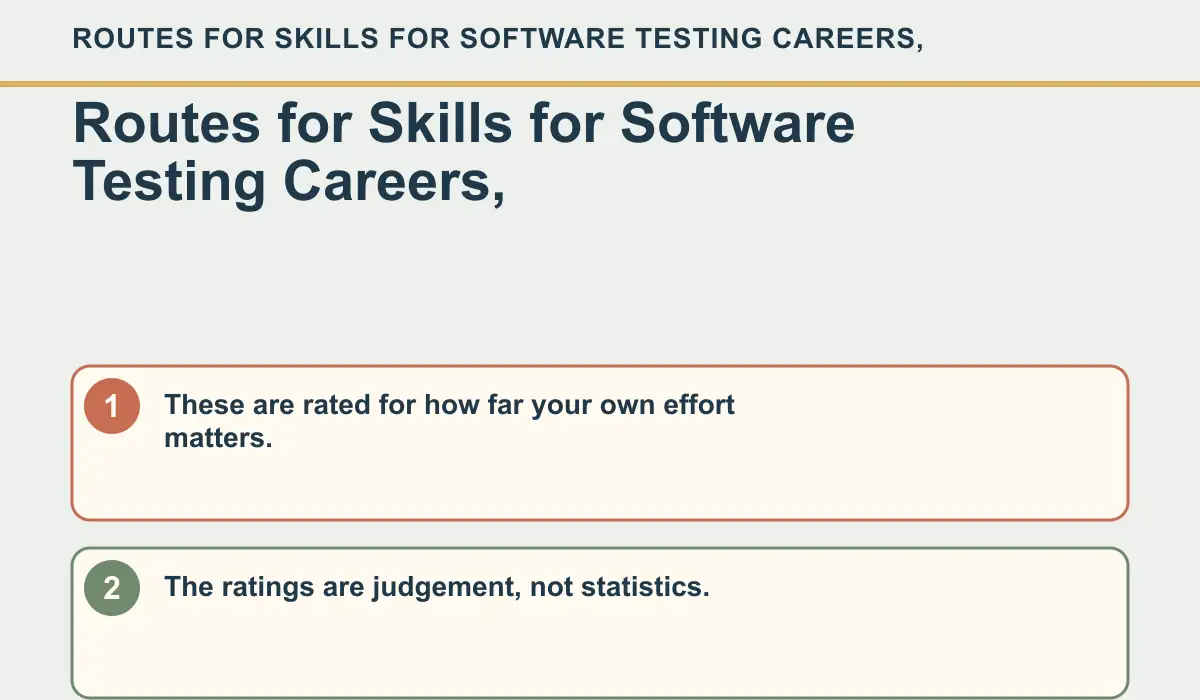 ROUTES FOR SKILLS FOR SOFTWARE TESTING CAREERS,
Routes for Skills for Software
Testing Careers,
1
These are rated for how far your own effort
matters.
2
The ratings are judgement, not statistics.